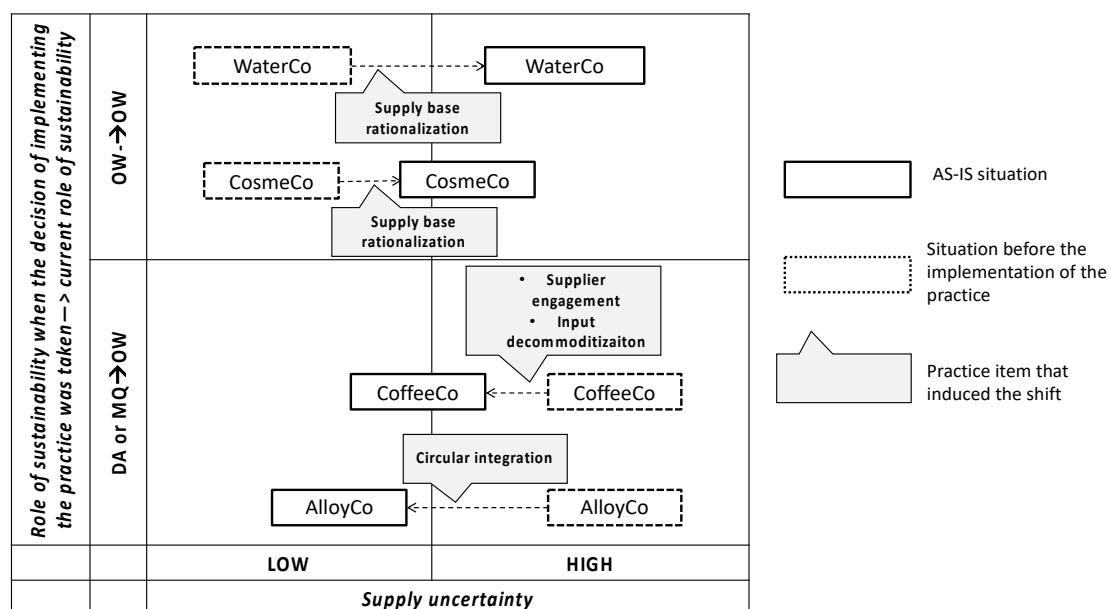 Role of sustainability when the decision of implementing
the practice was taken—> current role of sustainability
OW-→OW
WaterCo
WaterCo
Supply base
rationalization
CosmeCo
CosmeCo
Supply base
rationalization
DA or MQ→OW
• Supplier
engagement
• Input
decommoditizaiton
CoffeeCo
CoffeeCo
Circular integration
AlloyCo
AlloyCo
LOW
HIGH
Supply uncertainty
AS-IS situation
Situation before the
implementation of the
practice
Practice item that
induced the shift